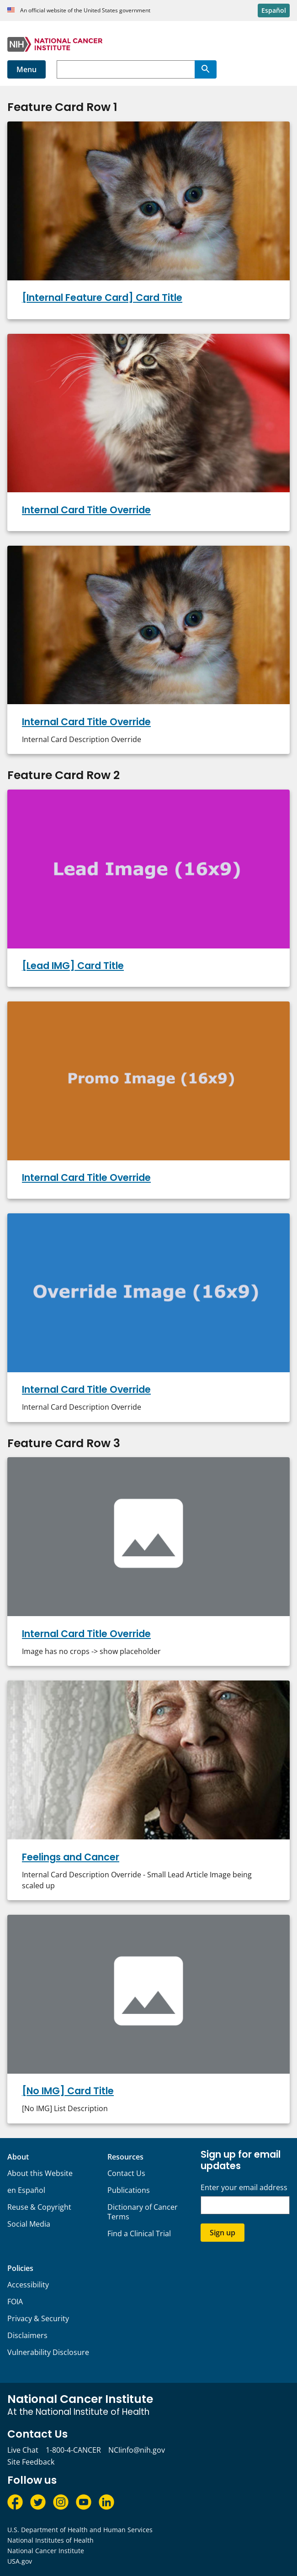 An official website of the United States government
Español
NIH NATIONAL CANCER
INSTITUTE
Menu
Feature Card Row 1
[Internal Feature Card] Card Title
Internal Card Title Override
Internal Card Title Override
Internal Card Description Override
Feature Card Row 2
Lead Image (16x9)
[Lead IMG] Card Title
Promo Image (16x9)
Internal Card Title Override
Override Image (16x9)
Internal Card Title Override
Internal Card Description Override
Feature Card Row 3
Internal Card Title Override
Image has no crops -> show placeholder
Feelings and Cancer
Internal Card Description Override - Small Lead Article Image being
scaled up
[No IMG] Card Title
[No IMG] List Description
About
About this Website
en Español
Reuse & Copyright
Social Media
Resources
Contact Us
Publications
Dictionary of Cancer
Terms
Find a Clinical Trial
Sign up for email
updates
Enter your email address
Sign up
Policies
Accessibility
FOIA
Privacy & Security
Disclaimers
Vulnerability Disclosure
National Cancer Institute
At the National Institute of Health
Contact Us
Live Chat 1-800-4-CANCER NCIinfo@nih.gov
Site Feedback
Follow us
U.S. Department of Health and Human Services
National Institutes of Health
National Cancer Institute
USA.gov